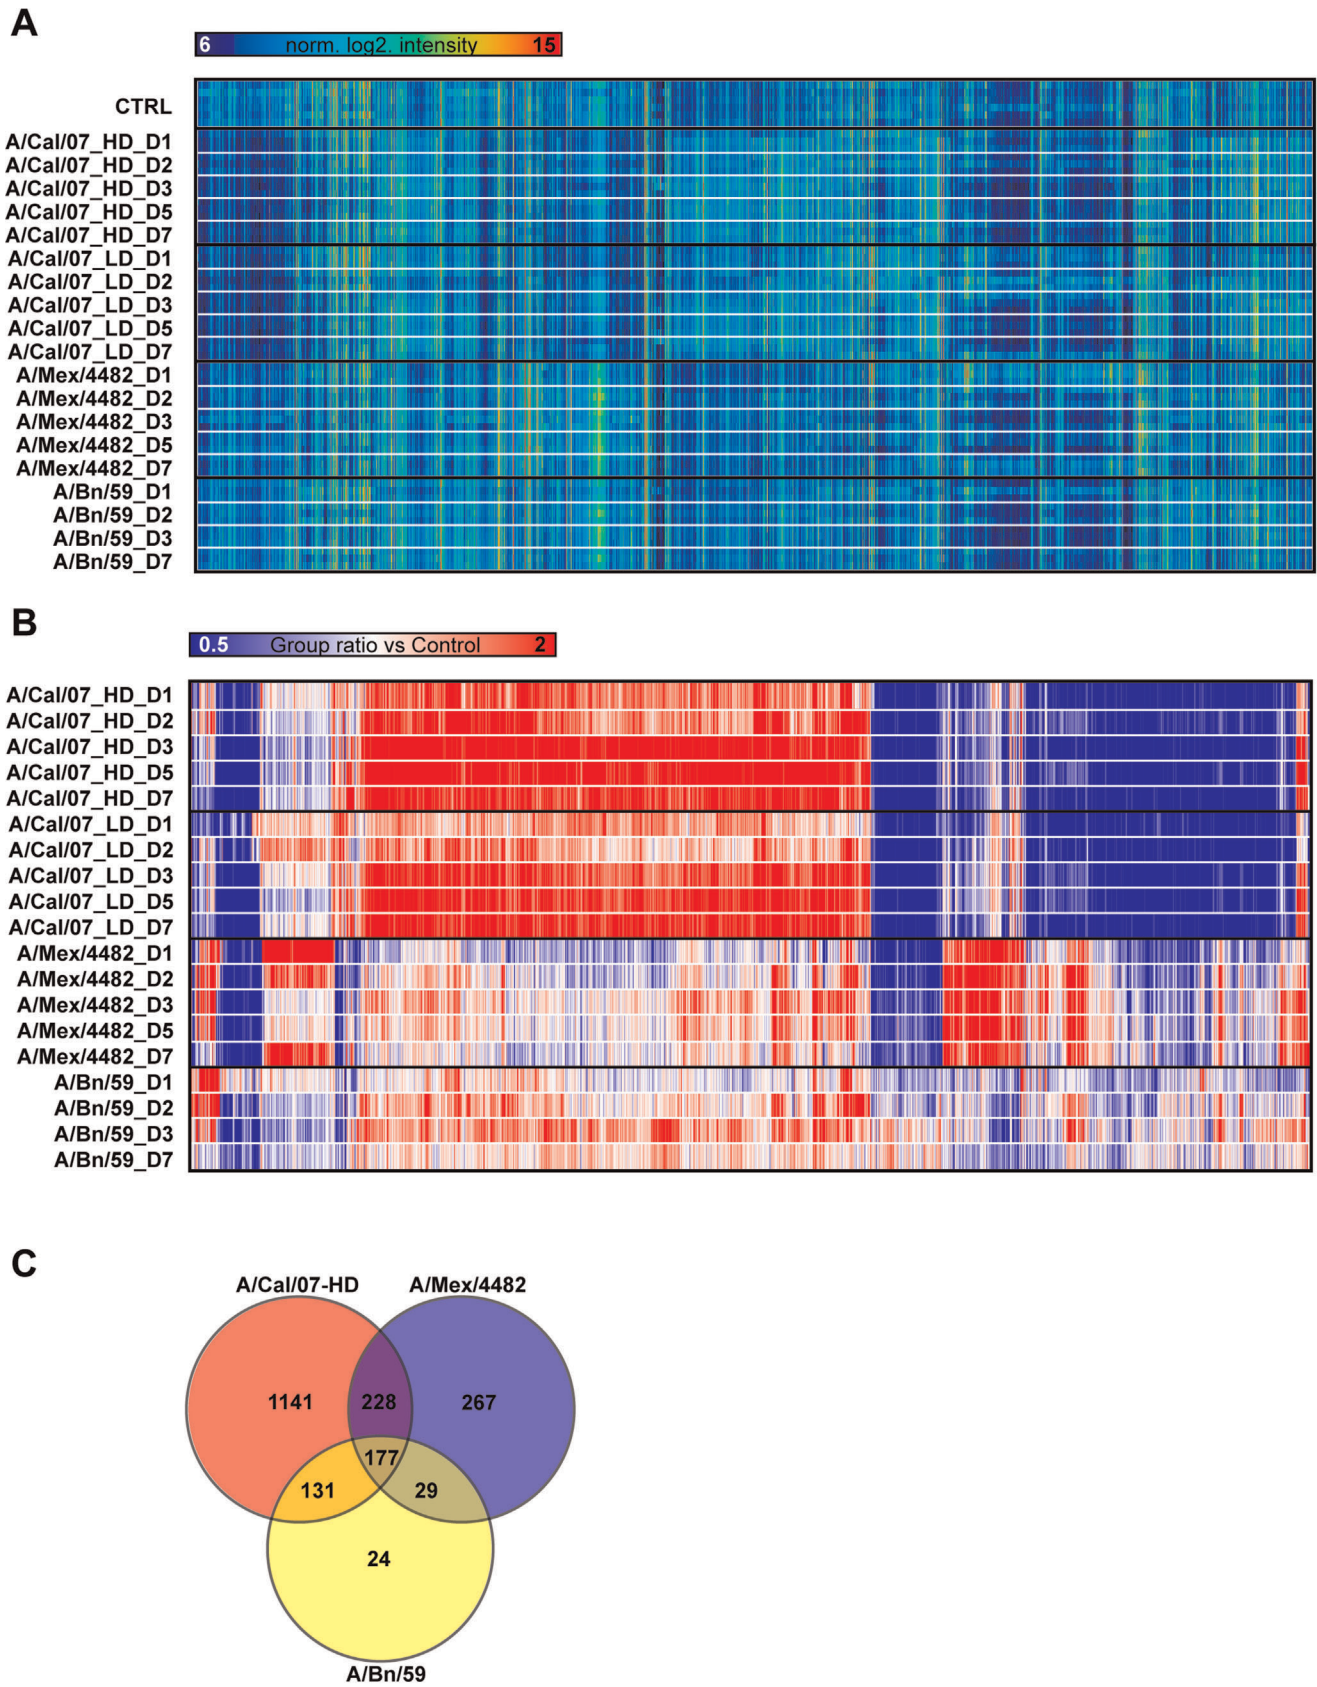 A
6 norm. log2. intensity 15
CTRL
A/Cal/07_HD_D1
A/Cal/07_HD_D2
A/Cal/07_HD_D3
A/Cal/07_HD_D5
A/Cal/07_HD_D7
A/Cal/07_LD_D1
A/Cal/07_LD_D2
A/Cal/07_LD_D3
A/Cal/07_LD_D5
A/Cal/07_LD_D7
A/Mex/4482_D1
A/Mex/4482_D2
A/Mex/4482_D3
A/Mex/4482_D5
A/Mex/4482_D7
A/Bn/59_D1
A/Bn/59_D2
A/Bn/59_D3
A/Bn/59_D7
B
0.5 Group ratio vs Control 2
A/Cal/07_HD_D1
A/Cal/07_HD_D2
A/Cal/07_HD_D3
A/Cal/07_HD_D5
A/Cal/07_HD_D7
A/Cal/07_LD_D1
A/Cal/07_LD_D2
A/Cal/07_LD_D3
A/Cal/07_LD_D5
A/Cal/07_LD_D7
A/Mex/4482_D1
A/Mex/4482_D2
A/Mex/4482_D3
A/Mex/4482_D5
A/Mex/4482_D7
A/Bn/59_D1
A/Bn/59_D2
A/Bn/59_D3
A/Bn/59_D7
C
A/Cal/07-HD A/Mex/4482
1141 228 267
177
131 29
24
A/Bn/59